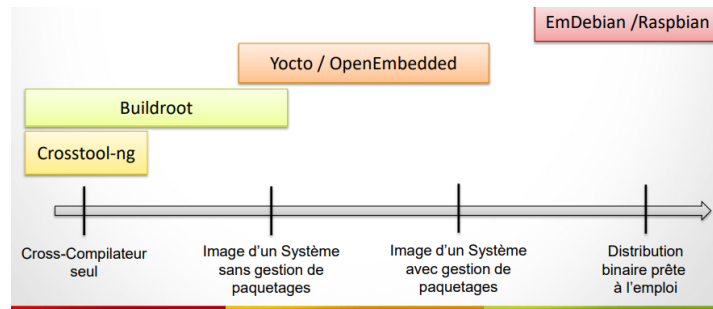 EmDebian /Raspbian
Yocto / OpenEmbedded
Buildroot
Crosstool-ng
Cross-Compilateur
seul
Image d'un Système
sans gestion de
paquetages
Image d'un Système
avec gestion de
paquetages
Distribution
binaire prête
à l'emploi